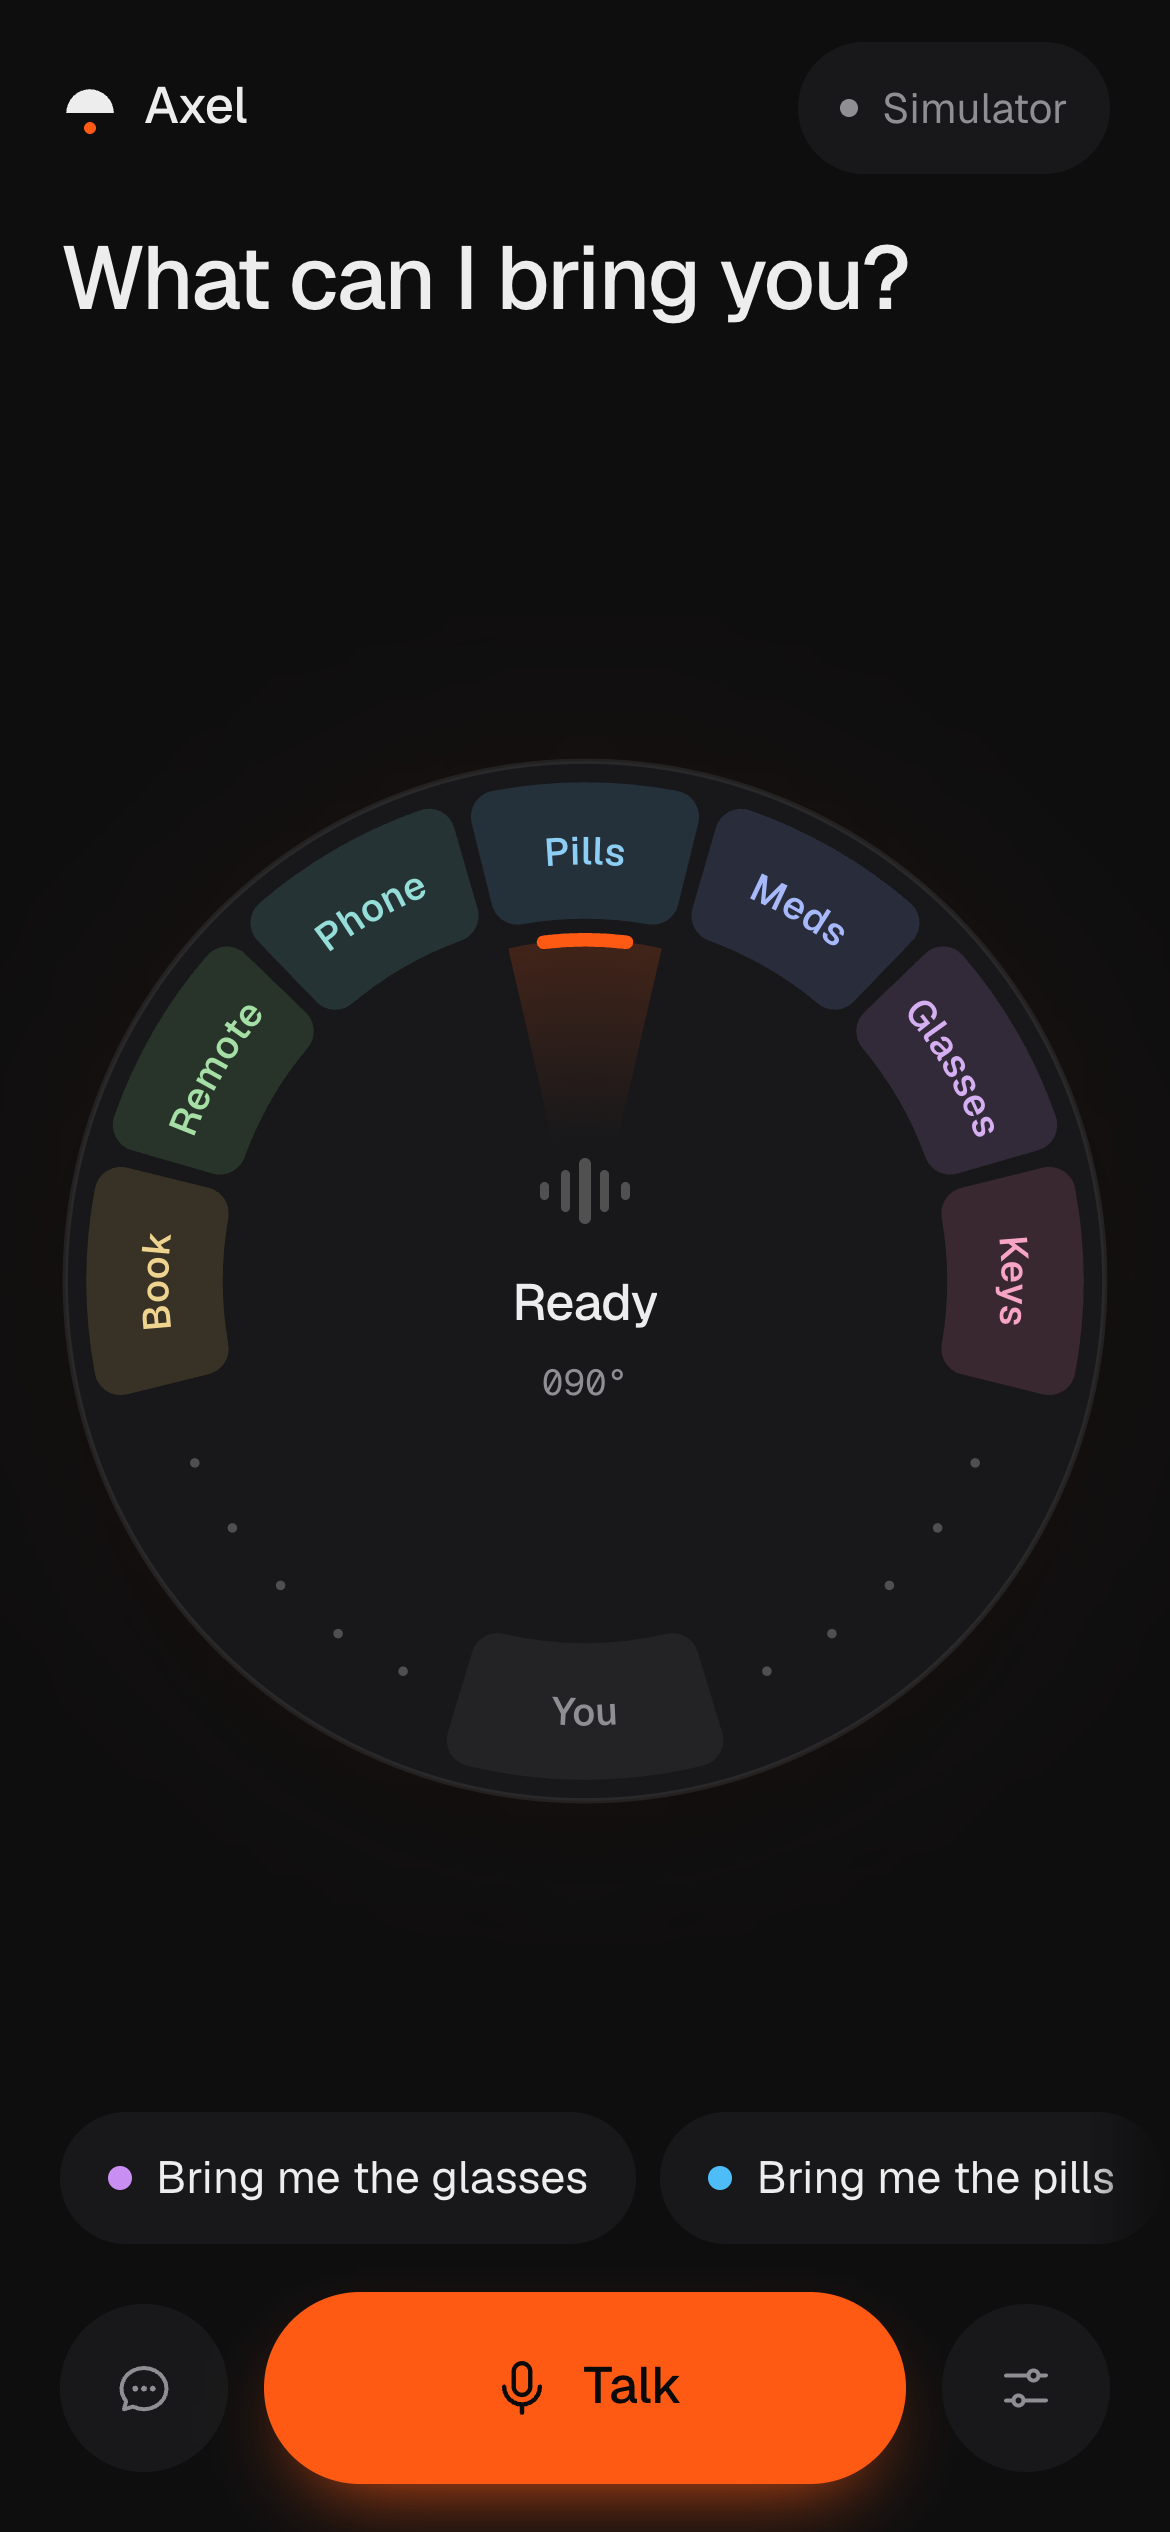 Axel
Simulator
What can I bring you?
Pills
Phone
Meds
Remote
Glasses
Book
Keys
Ready
090°
You
Bring me the glasses
Bring me the pills
Talk